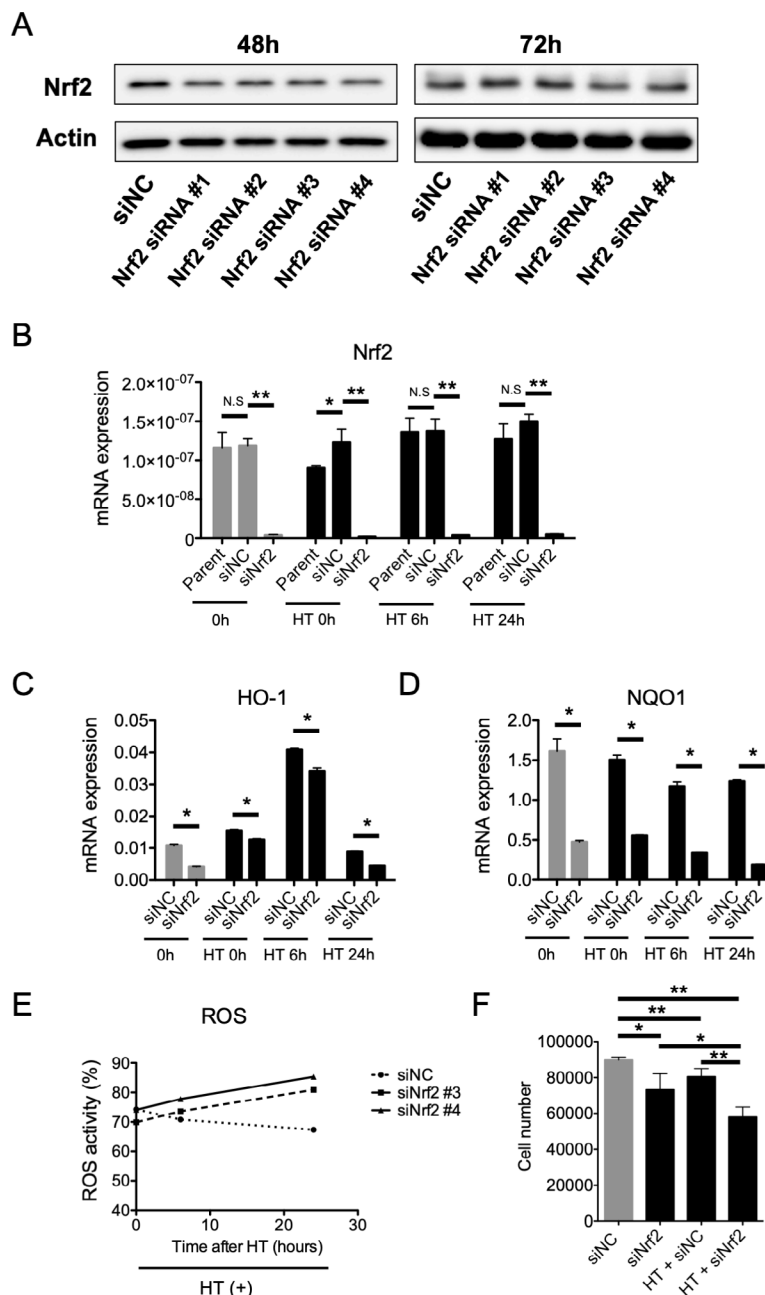 A
48h
72h
Nrf2
Actin
siNC
Nrf2 siRNA #1
Nrf2 siRNA #2
Nrf2 siRNA #3
Nrf2 siRNA #4
siNC
Nrf2 siRNA #1
Nrf2 siRNA #2
Nrf2 siRNA #3
Nrf2 siRNA #4
B
Nrf2
mRNA expression
2.0×10⁻⁰⁷
1.5×10⁻⁰⁷
1.0×10⁻⁰⁷
5.0×10⁻⁰⁸
0
N.S ** * ** N.S ** N.S **
Parent siNC siNrf2 Parent siNC siNrf2 Parent siNC siNrf2 Parent siNC siNrf2
0h HT 0h HT 6h HT 24h
C
HO-1
mRNA expression
0.05
0.04
0.03
0.02
0.01
0.00
* * * *
siNC siNrf2 siNC siNrf2 siNC siNrf2 siNC siNrf2
0h HT 0h HT 6h HT 24h
D
NQO1
mRNA expression
2.0
1.5
1.0
0.5
0.0
* * * *
siNC siNrf2 siNC siNrf2 siNC siNrf2 siNC siNrf2
0h HT 0h HT 6h HT 24h
E
ROS
ROS activity (%)
90
80
70
60
50
40
0 10 20 30
Time after HT (hours)
HT (+)
siNC
siNrf2 #3
siNrf2 #4
F
**
**
* *
**
Cell number
100000
80000
60000
40000
20000
0
siNC
siNrf2
HT + siNC
HT + siNrf2